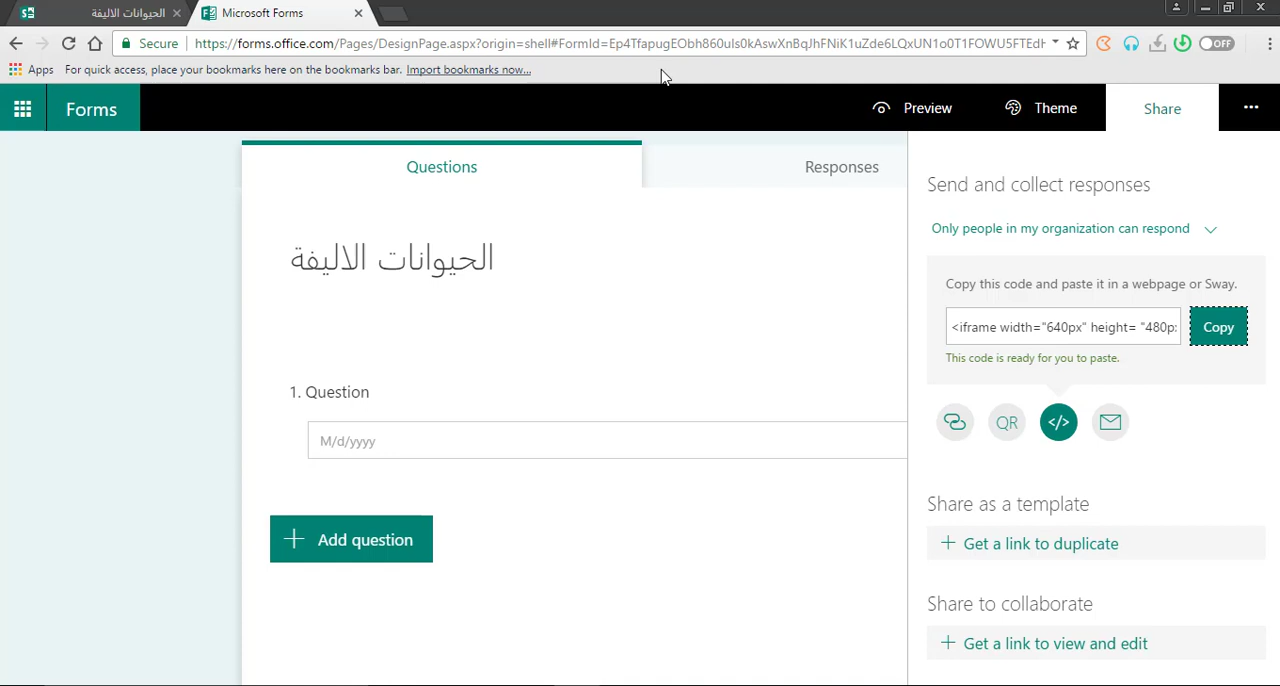 الحيوانات الاليفة
Microsoft Forms
Secure
https://forms.office.com/Pages/DesignPage.aspx?origin=shell#FormId=Ep4TfapugEObh860uIs0kAswXnBqJhFNiK1uZde6LQxUN1o0T1FOWU5FTEdH
OFF
Apps
For quick access, place your bookmarks here on the bookmarks bar. Import bookmarks now...
Forms
Preview
Theme
Share
Questions
Responses
Send and collect responses
Only people in my organization can respond
الحيوانات الاليفة
Copy this code and paste it in a webpage or Sway.
<iframe width="640px" height= "480p:
Copy
This code is ready for you to paste.
1. Question
M/d/yyyy
QR
</>
Share as a template
Add question
Get a link to duplicate
Share to collaborate
Get a link to view and edit